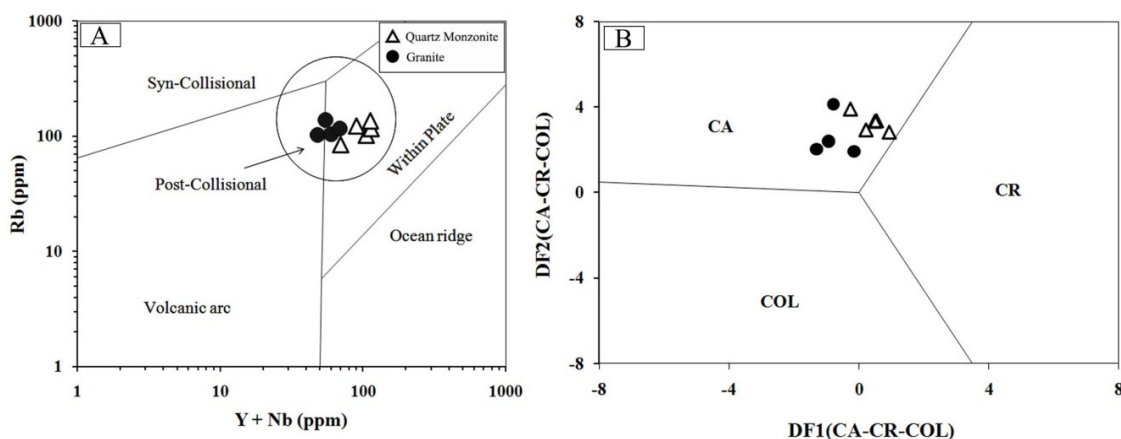 A
1000
100
10
1
Rb (ppm)
1
10
100
1000
Y + Nb (ppm)
Quartz Monzonite
Granite
Syn-Collisional
Post-Collisional
Within Plate
Ocean ridge
Volcanic arc
B
8
4
0
-4
-8
DF2(CA-CR-COL)
-8
-4
0
4
8
DF1(CA-CR-COL)
CA
CR
COL